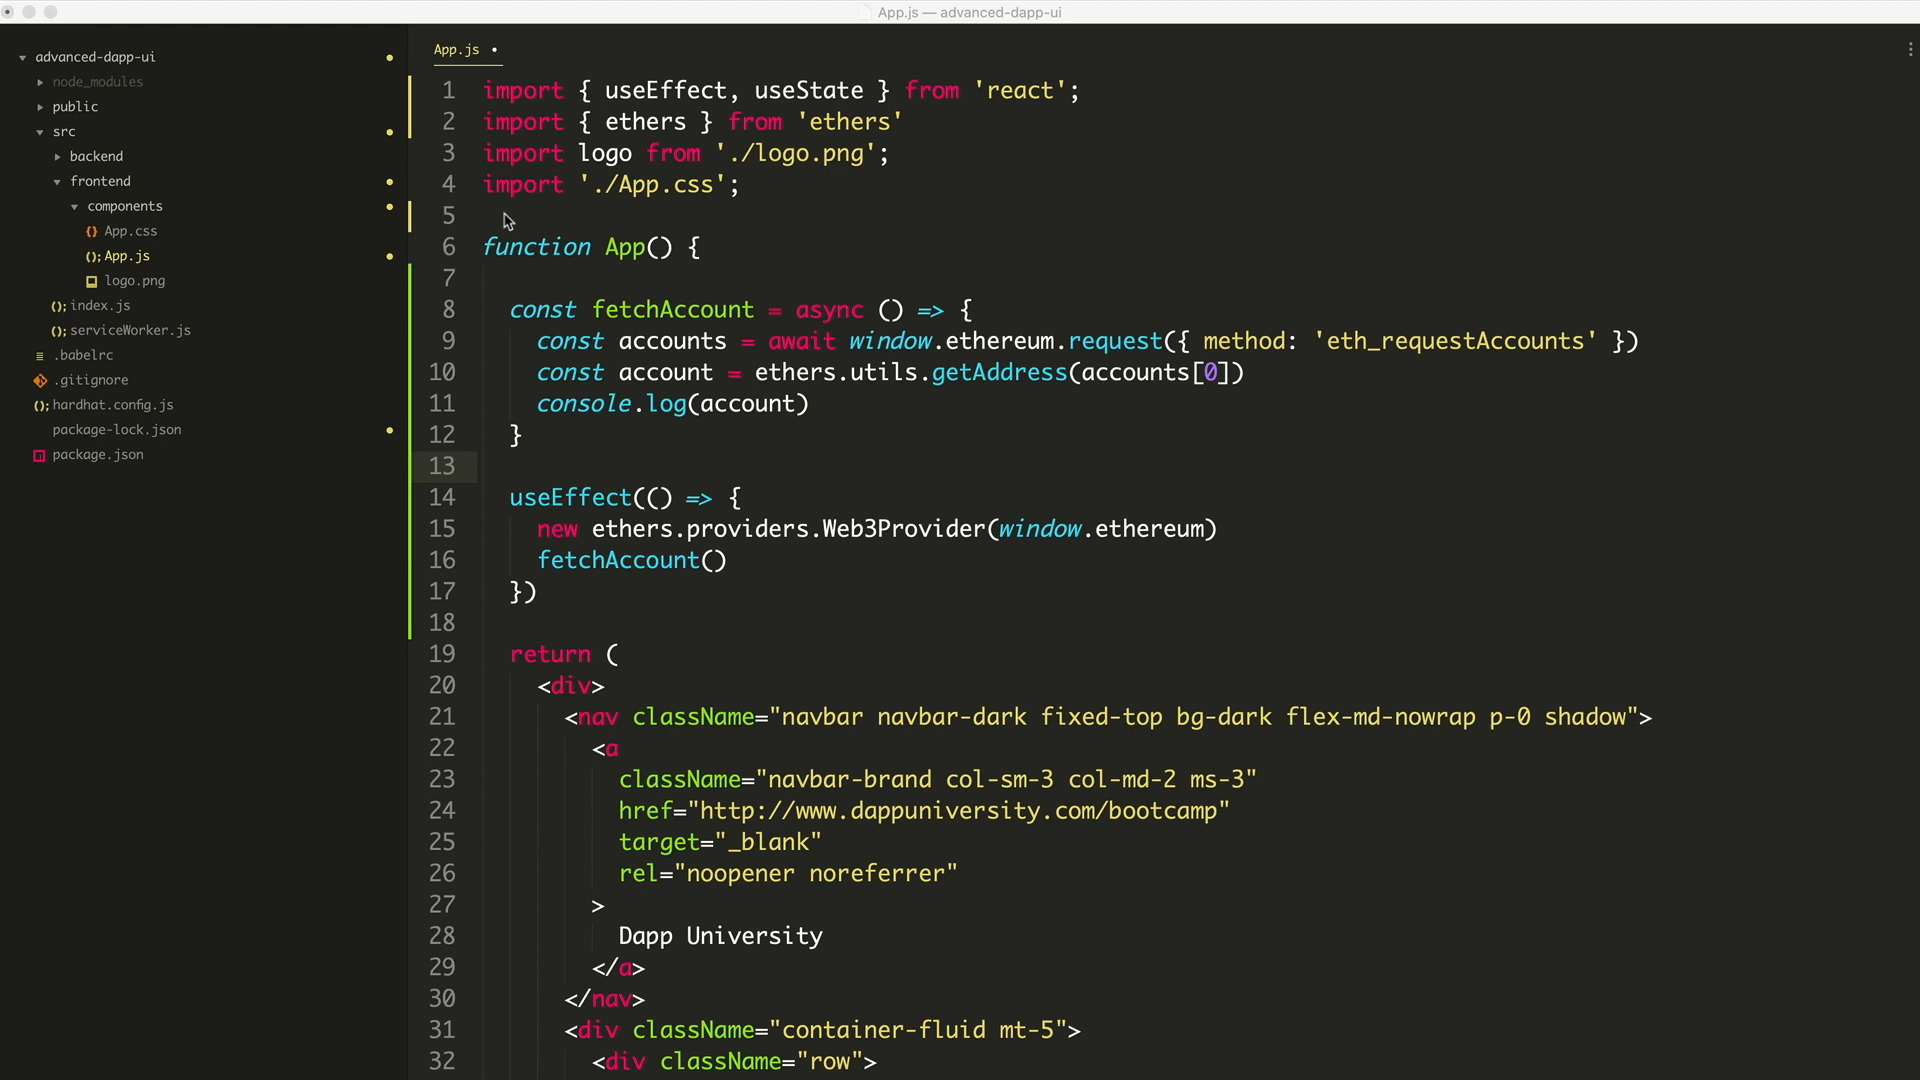 App.js — advanced-dapp-ui
advanced-dapp-ui
node_modules
public
src
backend
frontend
components
App.css
App.js
logo.png
index.js
serviceWorker.js
.babelrc
.gitignore
hardhat.config.js
package-lock.json
package.json
App.js
1 import { useEffect, useState } from 'react';
2 import { ethers } from 'ethers'
3 import logo from './logo.png';
4 import './App.css';
5
6 function App() {
7
8 const fetchAccount = async () => {
9 const accounts = await window.ethereum.request({ method: 'eth_requestAccounts' })
10 const account = ethers.utils.getAddress(accounts[0])
11 console.log(account)
12 }
13
14 useEffect(() => {
15 new ethers.providers.Web3Provider(window.ethereum)
16 fetchAccount()
17 })
18
19 return (
20 <div>
21 <nav className="navbar navbar-dark fixed-top bg-dark flex-md-nowrap p-0 shadow">
22 <a
23 className="navbar-brand col-sm-3 col-md-2 ms-3"
24 href="http://www.dappuniversity.com/bootcamp"
25 target="_blank"
26 rel="noopener noreferrer"
27 >
28 Dapp University
29 </a>
30 </nav>
31 <div className="container-fluid mt-5">
32 <div className="row">